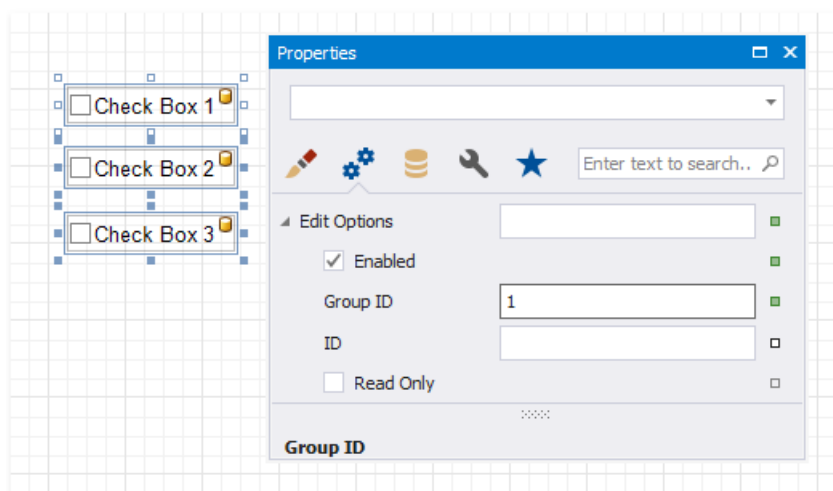 Properties
Check Box 1
Check Box 2
Check Box 3
Enter text to search..
Edit Options
Enabled
Group ID
1
ID
Read Only
Group ID